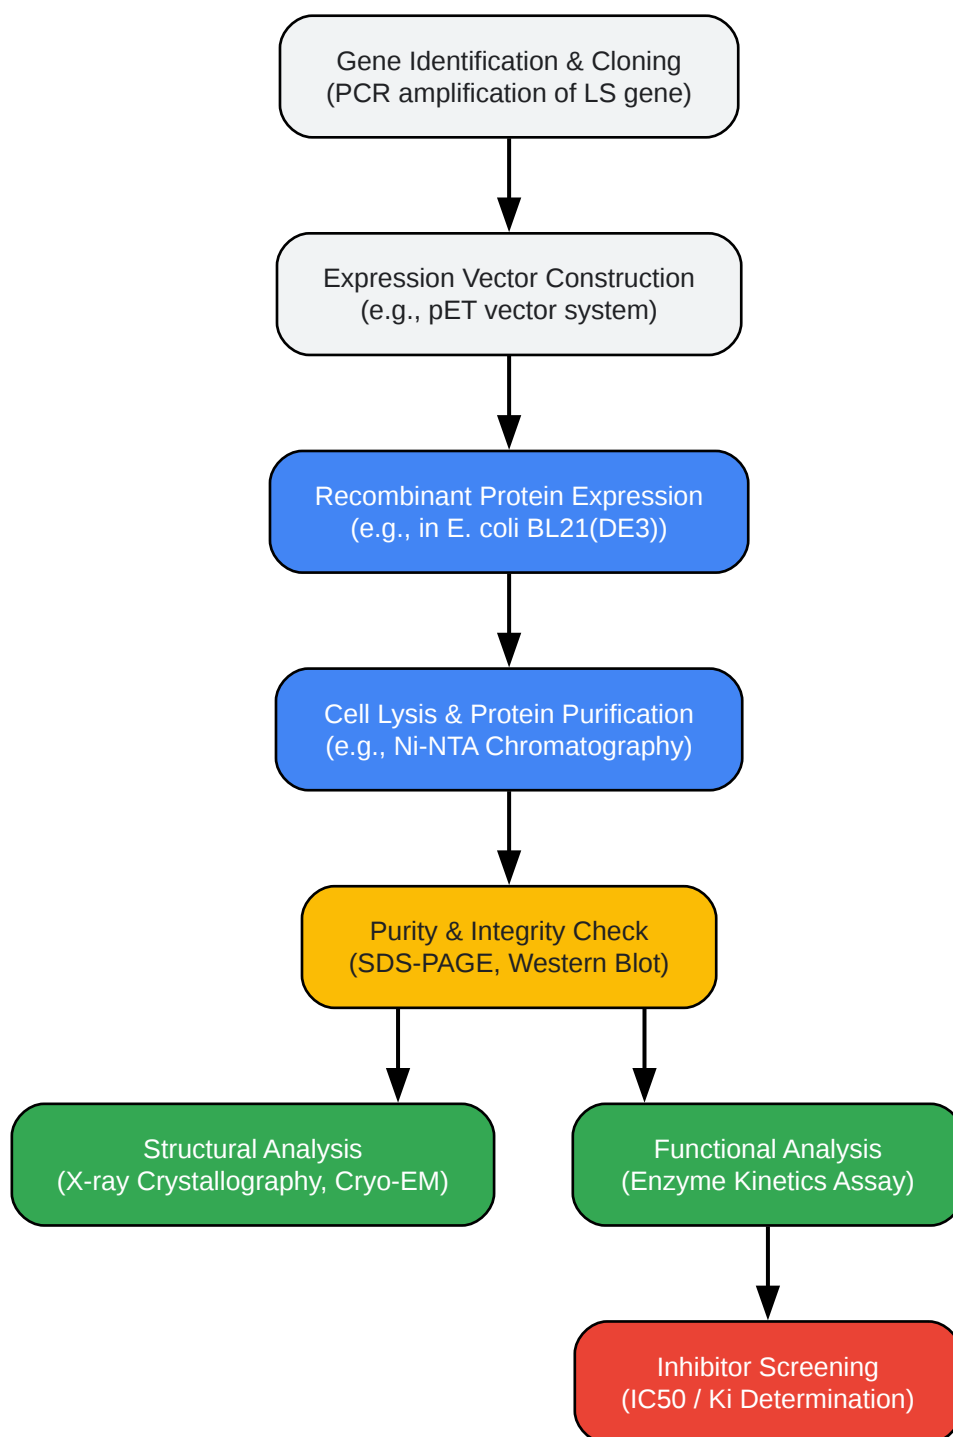 Gene Identification & Cloning
(PCR amplification of LS gene)
Expression Vector Construction
(e.g., pET vector system)
Recombinant Protein Expression
(e.g., in E. coli BL21(DE3))
Cell Lysis & Protein Purification
(e.g., Ni-NTA Chromatography)
Purity & Integrity Check
(SDS-PAGE, Western Blot)
Structural Analysis
(X-ray Crystallography, Cryo-EM)
Functional Analysis
(Enzyme Kinetics Assay)
Inhibitor Screening
(IC50 / Ki Determination)